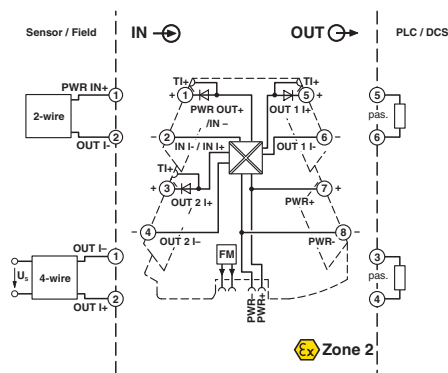 Sensor / Field
IN
OUT
PLC / DCS
PWR IN+
1
2-wire
2
OUT I-
TI+
+
1
PWR OUT+
/IN –
TI+
5
+
OUT 1 I+
5
pas.
6
–
2
IN I- / IN I+
OUT 1 I-
6
–
TI+
+
3
OUT 2 I+
7
+
PWR+
–
4
OUT 2 I–
PWR-
8
–
OUT I–
1
Us
4-wire
2
OUT I+
FM
PWR-
PWR+
3
pas.
4
Ex
Zone 2